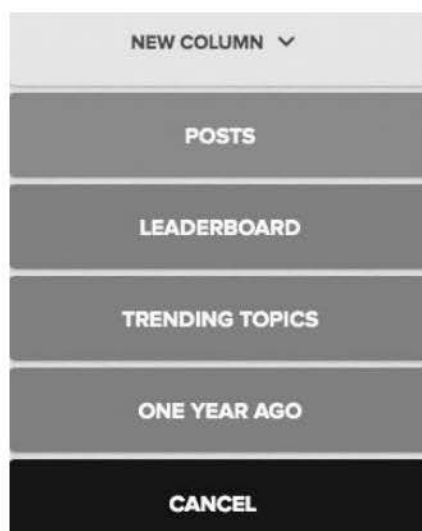 NEW COLUMN
POSTS
LEADERBOARD
TRENDING TOPICS
ONE YEAR AGO
CANCEL